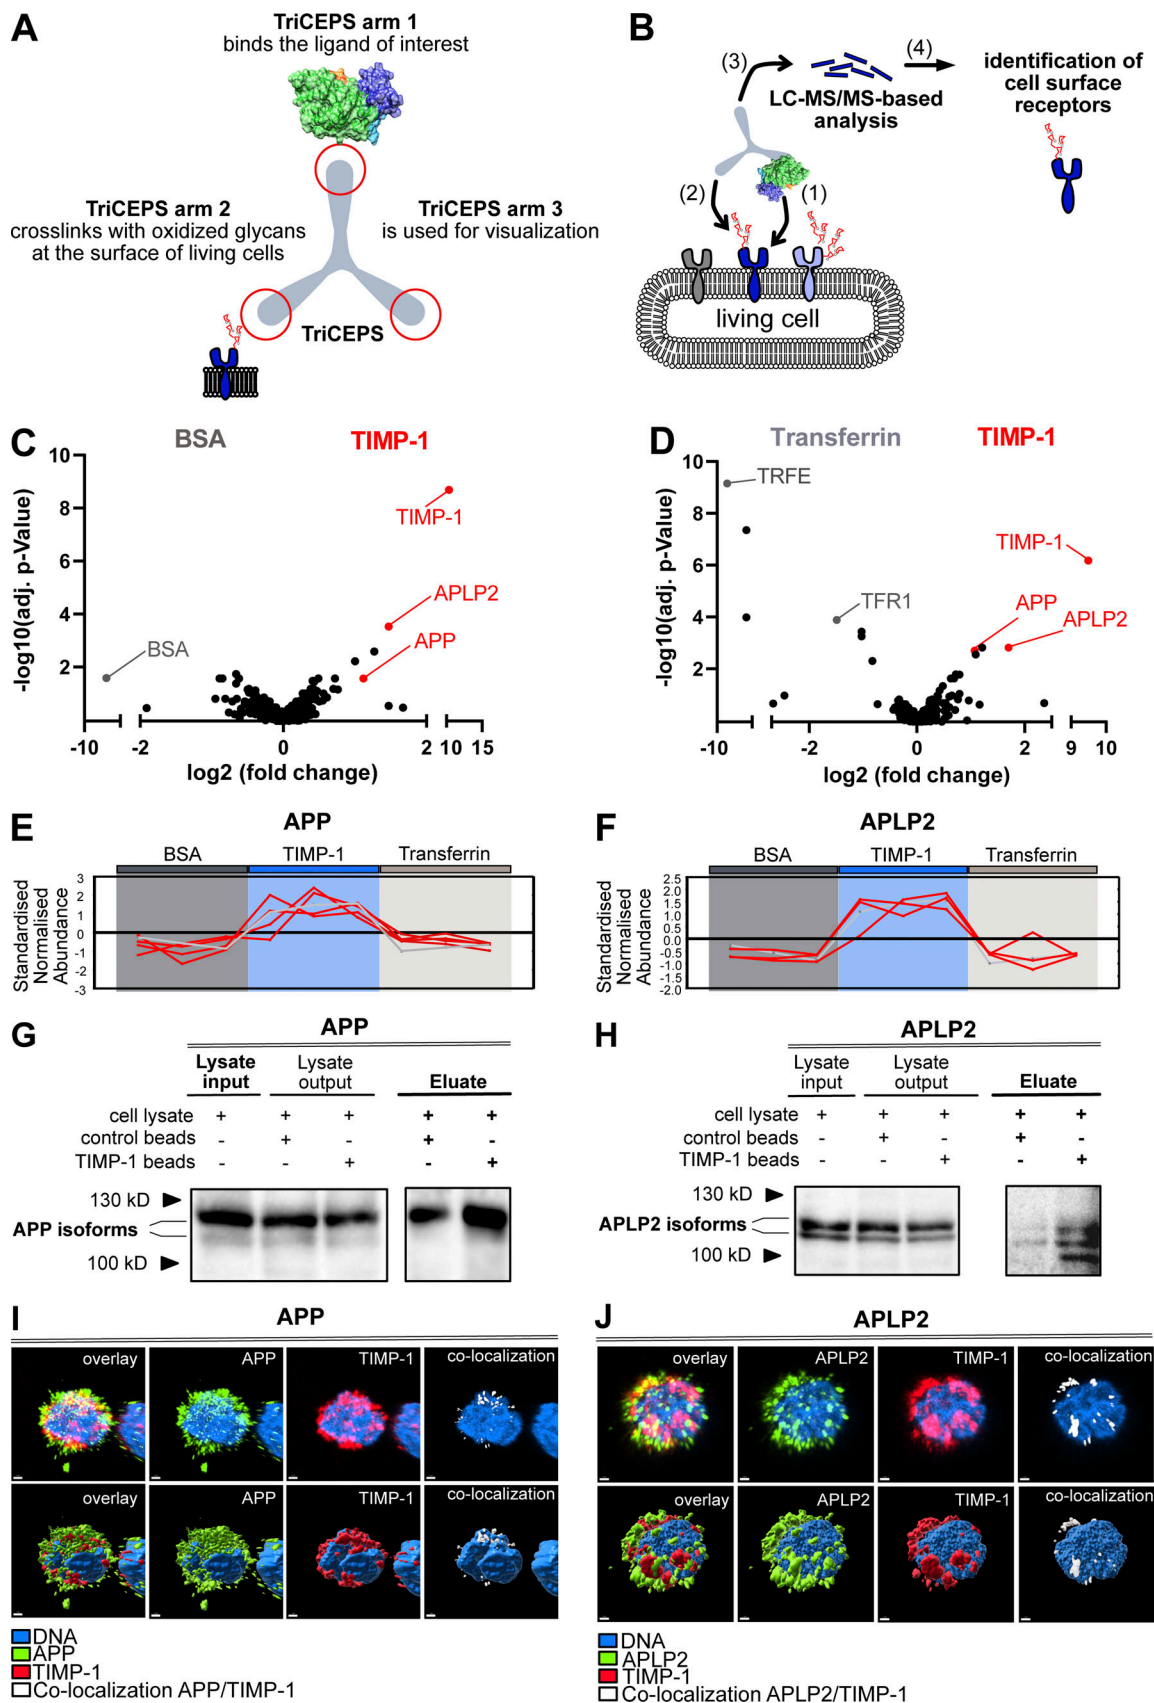 A
TriCEPS arm 1
binds the ligand of interest
TriCEPS arm 2
crosslinks with oxidized glycans
at the surface of living cells
TriCEPS arm 3
is used for visualization
TriCEPS
B
(3)
(4)
LC-MS/MS-based
analysis
identification of
cell surface
receptors
(2)
(1)
living cell
C
BSA
TIMP-1
-log10(adj. p-Value)
10
8
6
4
2
TIMP-1
APLP2
APP
BSA
-10
-2
0
2
10
15
log2 (fold change)
D
Transferrin
TIMP-1
-log10(adj. p-Value)
10
8
6
4
2
TRFE
TIMP-1
TFR1
APP
APLP2
-10
-2
0
2
9
10
log2 (fold change)
E
APP
BSA
TIMP-1
Transferrin
Standardised
Normalised
Abundance
3
2
1
0
-1
-2
-3
F
APLP2
BSA
TIMP-1
Transferrin
Standardised
Normalised
Abundance
2.5
2.0
1.5
1.0
0.5
0.0
-0.5
-1.0
-1.5
-2.0
G
APP
Lysate
input
Lysate
output
Eluate
cell lysate + + + + +
control beads - + - + -
TIMP-1 beads - - + - +
130 kD
APP isoforms
100 kD
H
APLP2
Lysate
input
Lysate
output
Eluate
cell lysate + + + + +
control beads - + - + -
TIMP-1 beads - - + - +
130 kD
APLP2 isoforms
100 kD
I
APP
overlay
APP
TIMP-1
co-localization
overlay
APP
TIMP-1
co-localization
DNA
APP
TIMP-1
Co-localization APP/TIMP-1
J
APLP2
overlay
APLP2
TIMP-1
co-localization
overlay
APLP2
TIMP-1
co-localization
DNA
APLP2
TIMP-1
Co-localization APLP2/TIMP-1